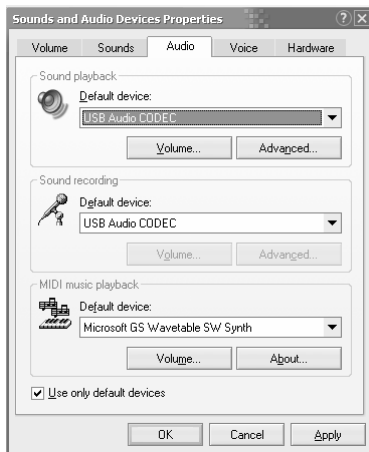 Sounds and Audio Devices Properties
Volume Sounds Audio Voice Hardware
Sound playback
Default device:
USB Audio CODEC
Volume... Advanced...
Sound recording
Default device:
USB Audio CODEC
Volume... Advanced...
MIDI music playback
Default device:
Microsoft GS Wavetable SW Synth
Volume... About...
Use only default devices
OK Cancel Apply